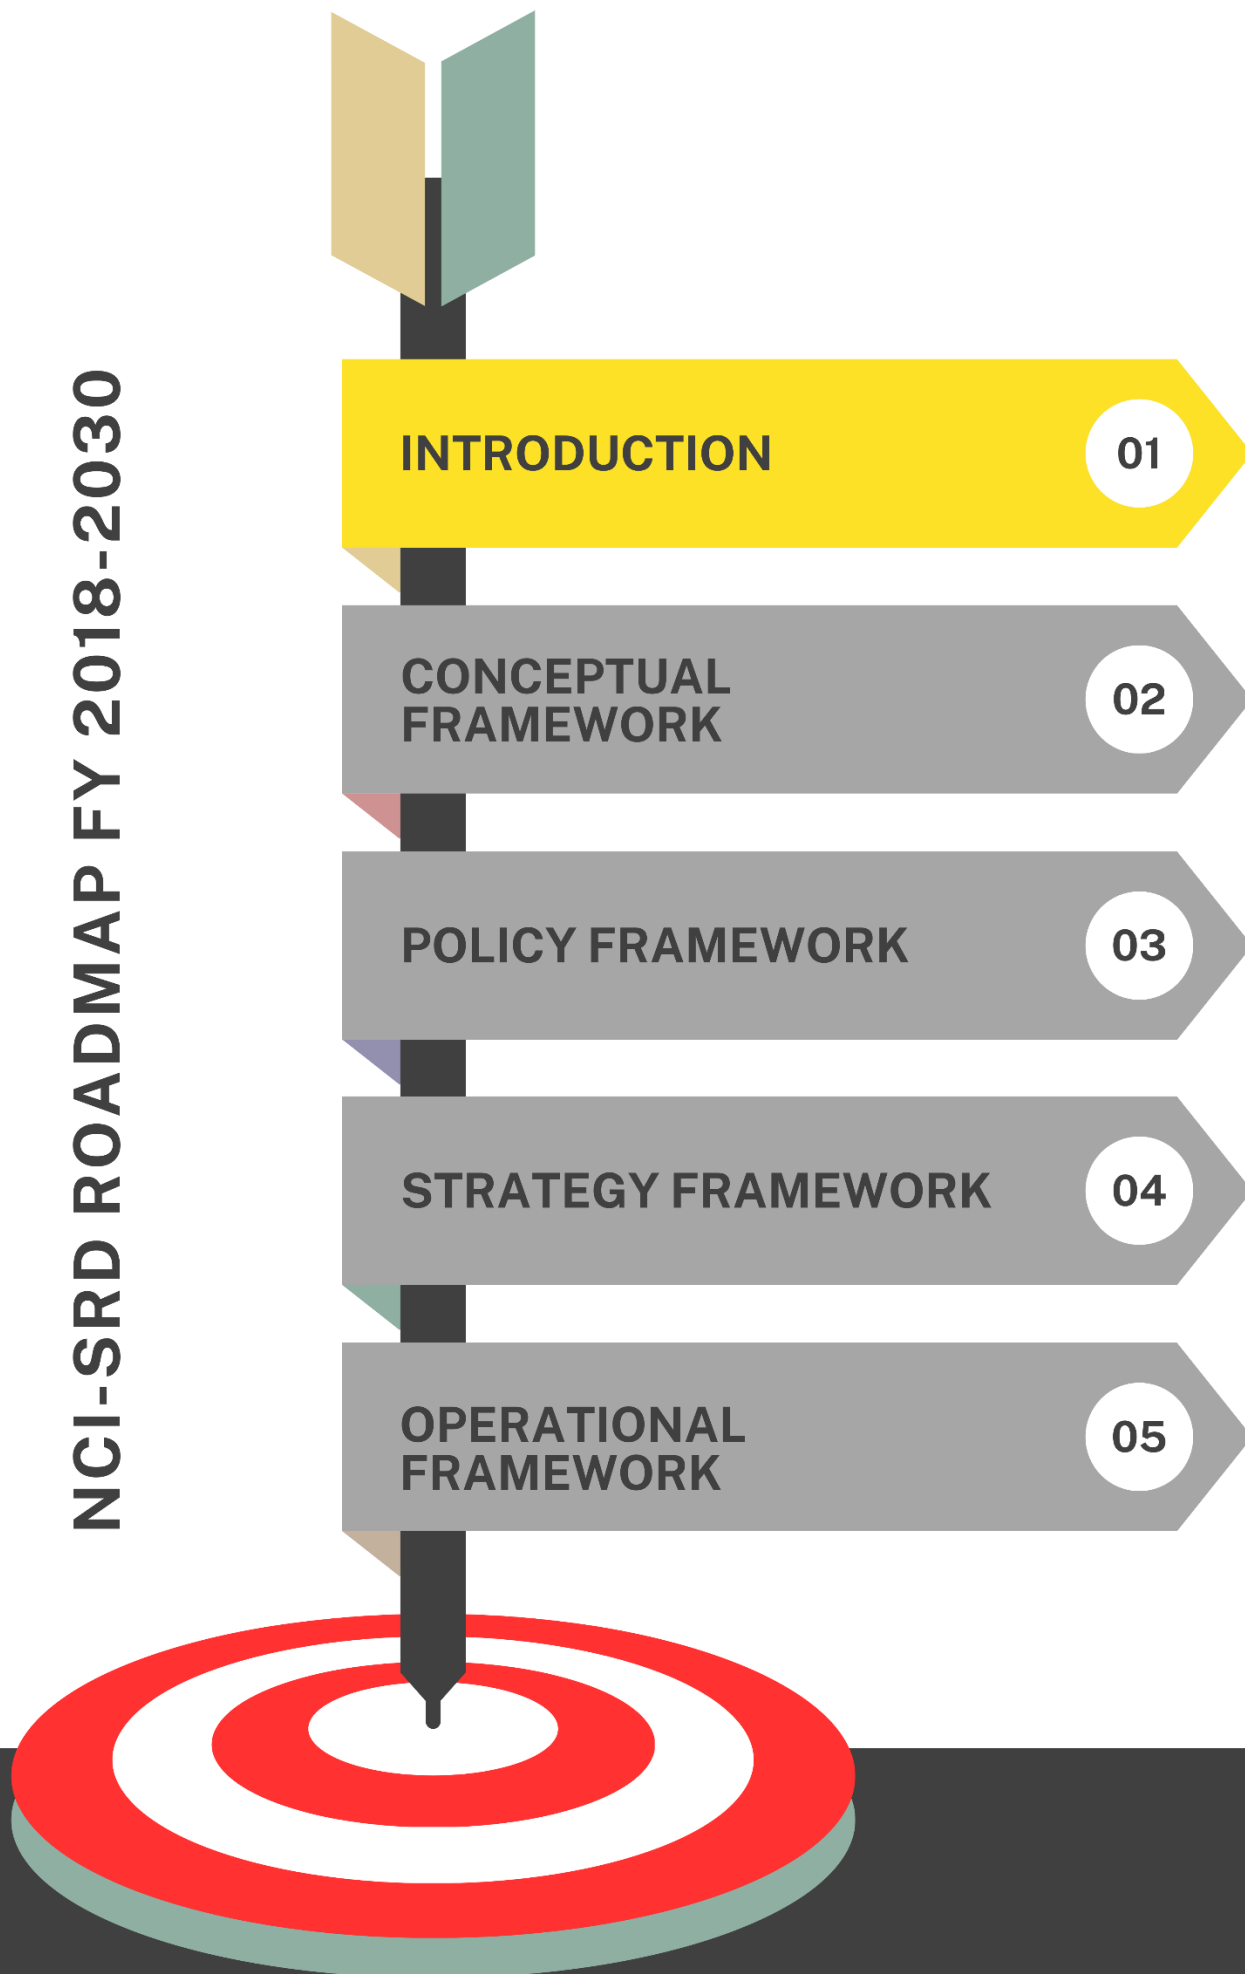 NCI-SRD ROADMAP FY 2018-2030
INTRODUCTION
01
CONCEPTUAL
FRAMEWORK
02
POLICY FRAMEWORK
03
STRATEGY FRAMEWORK
04
OPERATIONAL
FRAMEWORK
05